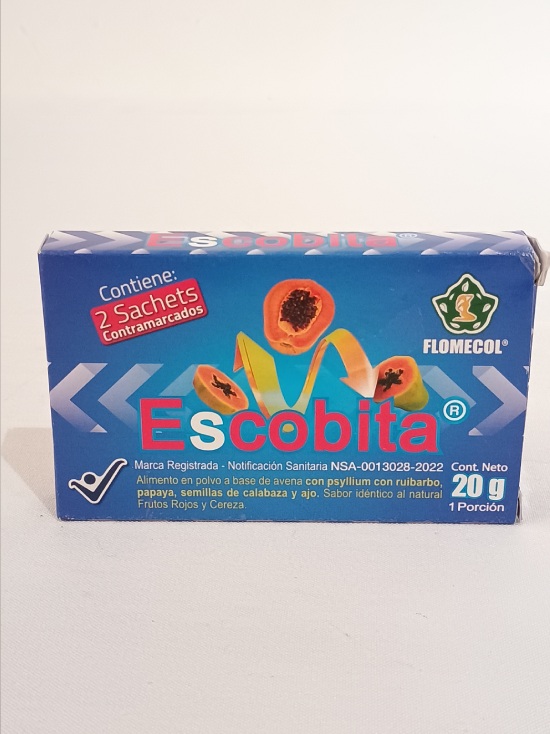 Escobita®
Contiene:
2 Sachets
Contramarcados
FLOMECOL®
Escobita®
Marca Registrada - Notificación Sanitaria NSA-0013028-2022
Alimento en polvo a base de avena con psyllium con ruibarbo,
papaya, semillas de calabaza y ajo. Sabor idéntico al natural
Frutos Rojos y Cereza.
Cont. Neto
20 g
1 Porción